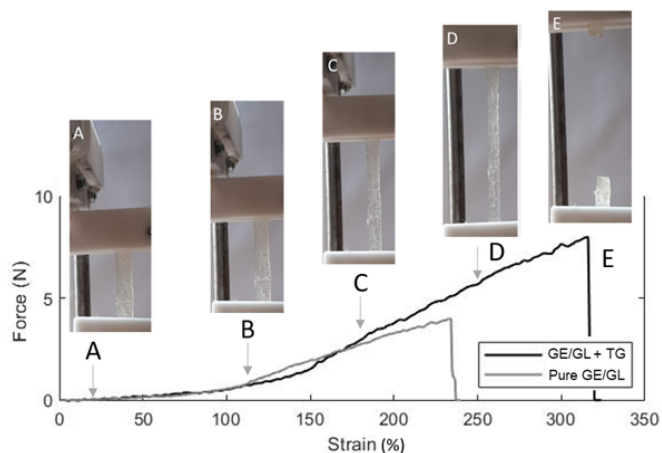 D
E
C
B
A
10
5
0
Force (N)
A
B
C
D
E
GE/GL + TG
Pure GE/GL
0 50 100 150 200 250 300 350
Strain (%)